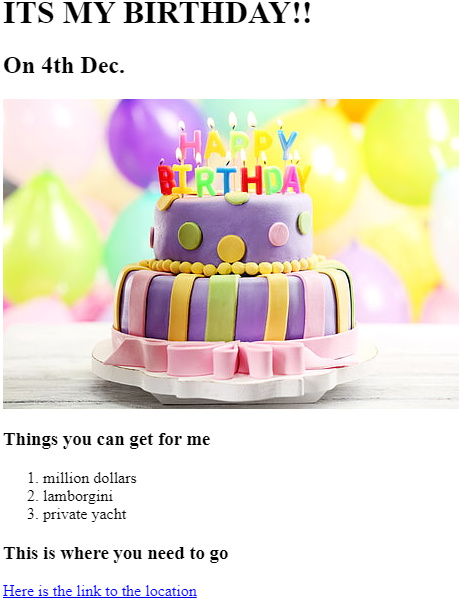 ITS MY BIRTHDAY!!
On 4th Dec.
HAPPY
BIRTHDAY
Things you can get for me
1. million dollars
2. lamborgini
3. private yacht
This is where you need to go
Here is the link to the location